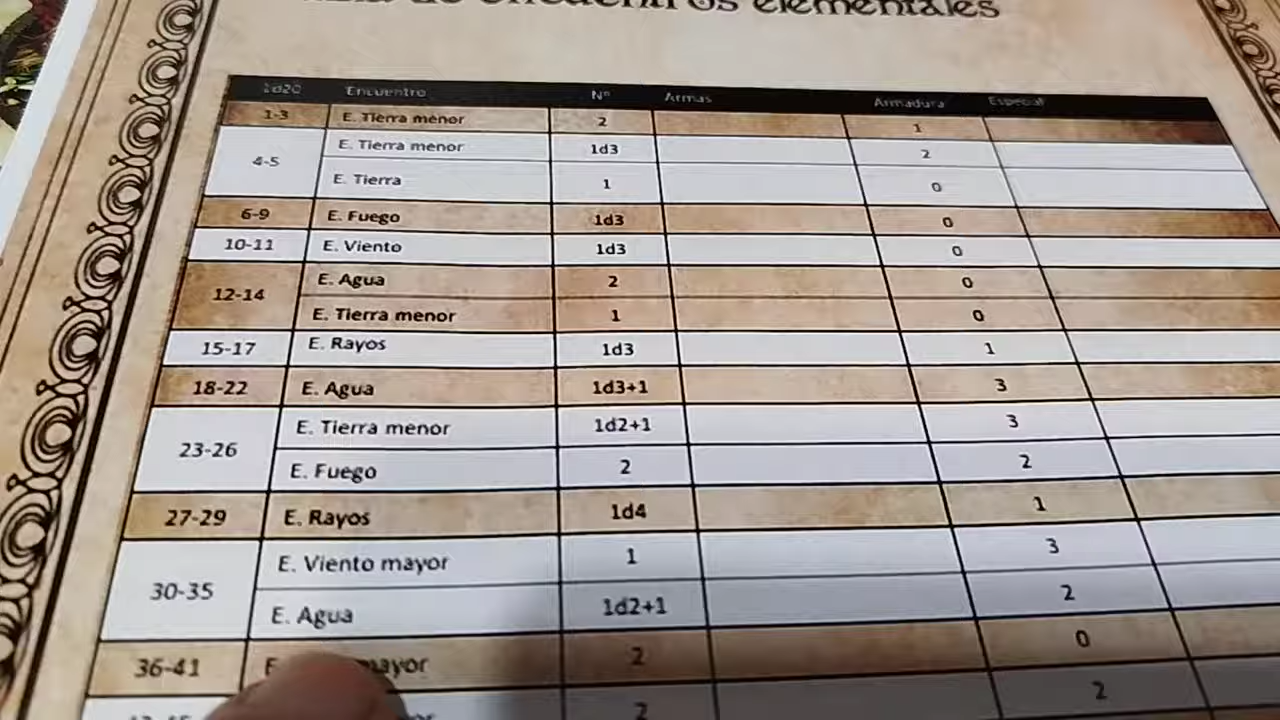 de encuentros elementales
1d20 Encuentro Nº Armas Armadura Especial
1-3 E. Tierra menor 2 1
4-5 E. Tierra menor 1d3 2
E. Tierra 1 0
6-9 E. Fuego 1d3 0
10-11 E. Viento 1d3 0
12-14 E. Agua 2 0
E. Tierra menor 1 0
15-17 E. Rayos 1d3 1
18-22 E. Agua 1d3+1 3
23-26 E. Tierra menor 1d2+1 3
E. Fuego 2 2
27-29 E. Rayos 1d4 1
30-35 E. Viento mayor 1 3
E. Agua 1d2+1 2
36-41 mayor 2 0
2 2